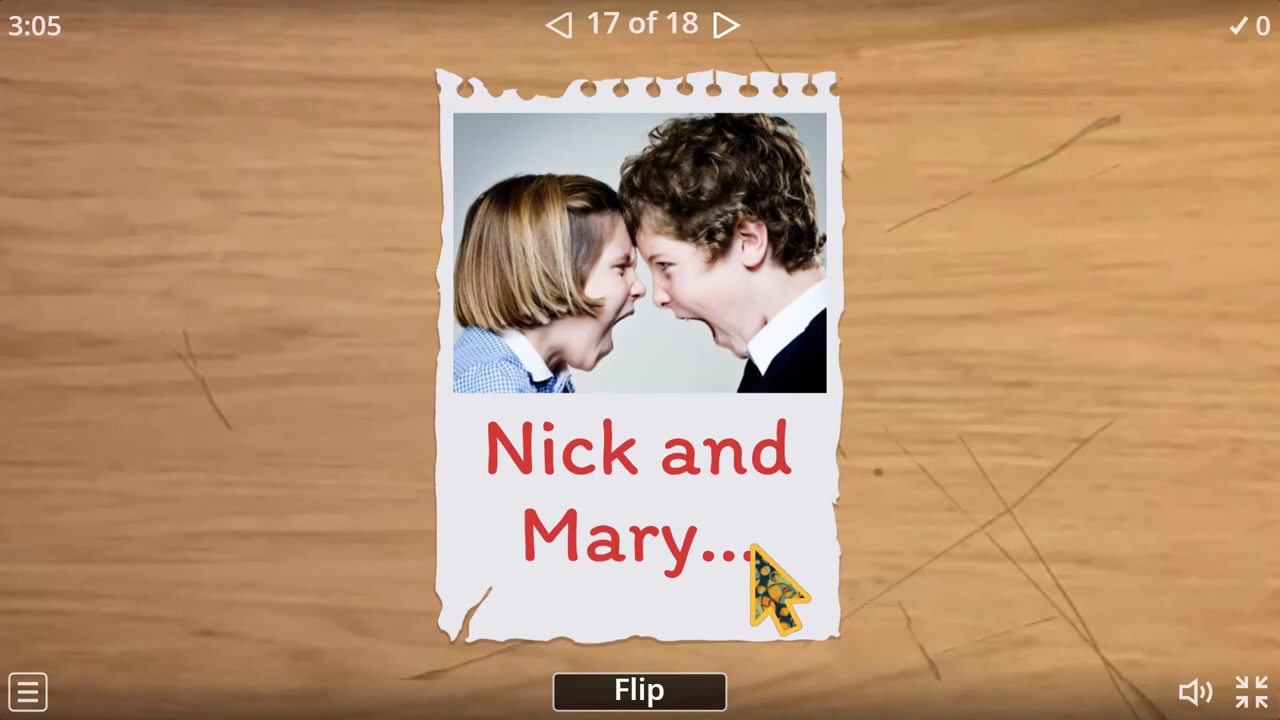 3:05
17 of 18
✓ 0
Nick and
Mary...
Flip